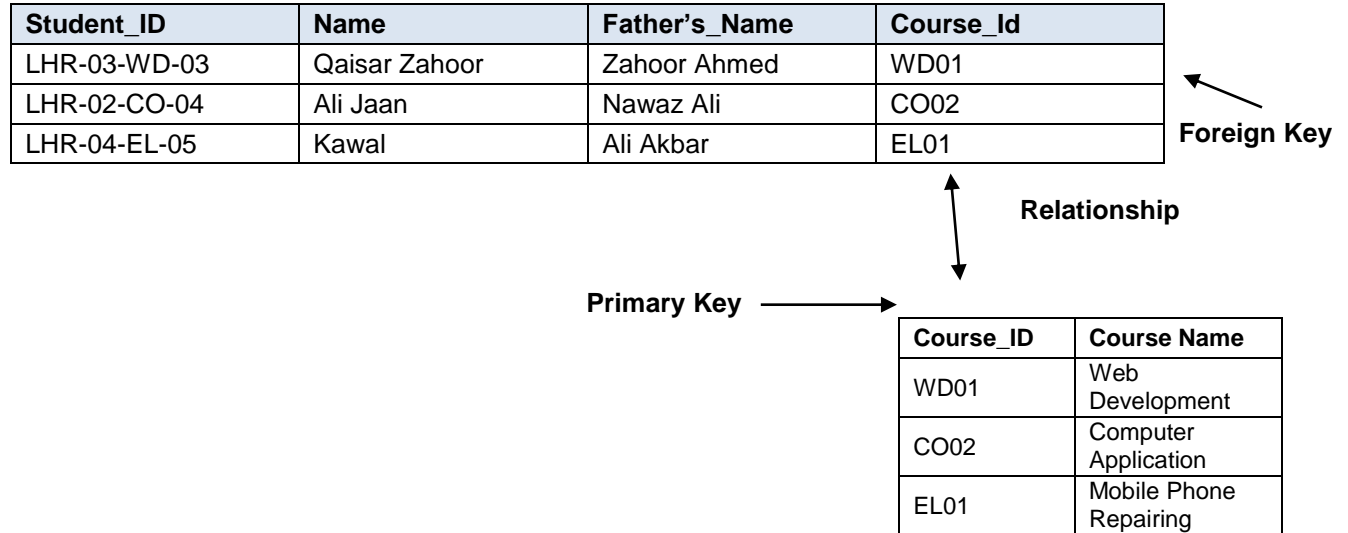 Student_ID Name Father’s_Name Course_Id
LHR-03-WD-03 Qaisar Zahoor Zahoor Ahmed WD01
LHR-02-CO-04 Ali Jaan Nawaz Ali CO02
LHR-04-EL-05 Kawal Ali Akbar EL01
Foreign Key
Relationship
Primary Key
Course_ID Course Name
WD01 Web
Development
CO02 Computer
Application
EL01 Mobile Phone
Repairing